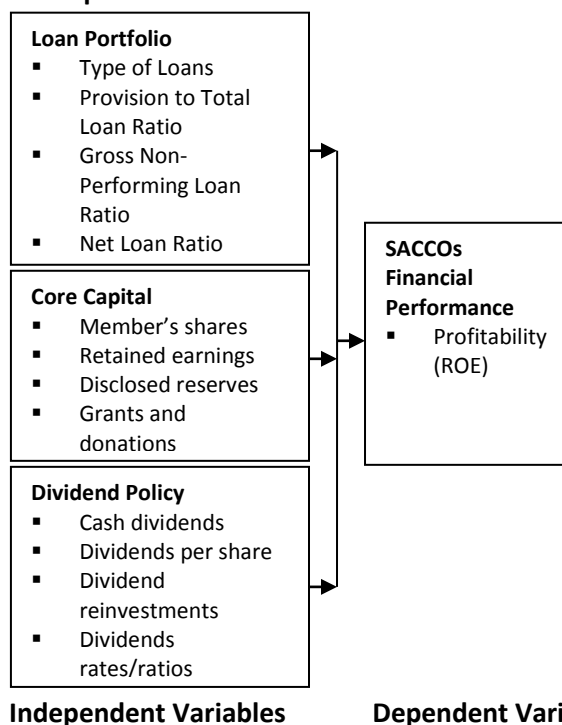 Loan Portfolio
▪ Type of Loans
▪ Provision to Total
Loan Ratio
▪ Gross Non-
Performing Loan
Ratio
▪ Net Loan Ratio
Core Capital
▪ Member’s shares
▪ Retained earnings
▪ Disclosed reserves
▪ Grants and
donations
Dividend Policy
▪ Cash dividends
▪ Dividends per share
▪ Dividend
reinvestments
▪ Dividends
rates/ratios
SACCOs
Financial
Performance
▪ Profitability
(ROE)
Independent Variables
Dependent Vari